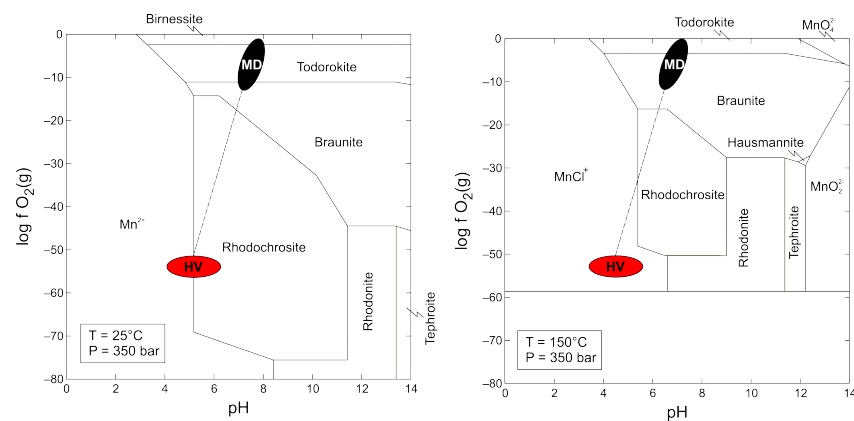 Birnessite
0
−10
−20
−30
−40
−50
−60
−70
−80
log f O₂(g)
MD
Todorokite
Braunite
Mn²⁺
Rhodochrosite
HV
Rhodonite
Tephroite
T = 25°C
P = 350 bar
0 2 4 6 8 10 12 14
pH
Todorokite
MnO₄²⁻
0
−10
−20
−30
−40
−50
−60
−70
−80
log f O₂(g)
MD
Braunite
Hausmannite
MnCl⁺
MnO₂²⁻
Rhodochrosite
Rhodonite
Tephroite
HV
T = 150°C
P = 350 bar
0 2 4 6 8 10 12 14
pH